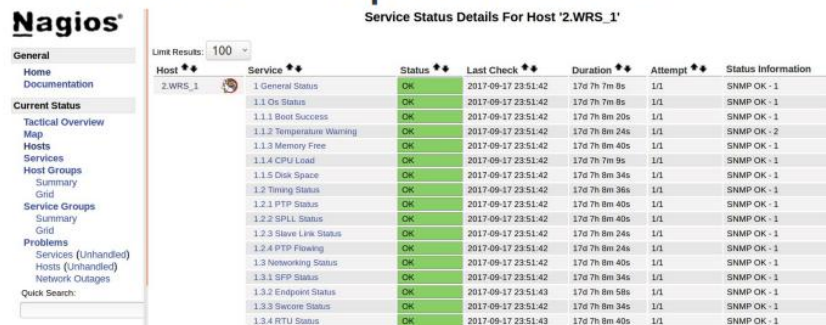 Nagios®
General
Home
Documentation
Current Status
Tactical Overview
Map
Hosts
Services
Host Groups
Summary
Grid
Service Groups
Summary
Grid
Problems
Services (Unhandled)
Hosts (Unhandled)
Network Outages
Quick Search:
Service Status Details For Host '2.WRS_1'
Limit Results: 100
Host Service Status Last Check Duration Attempt Status Information
2.WRS_1 1 General Status OK 2017-09-17 23:51:42 17d 7h 7m 8s 1/1 SNMP OK - 1
1.1 Os Status OK 2017-09-17 23:51:42 17d 7h 7m 8s 1/1 SNMP OK - 1
1.1.1 Boot Success OK 2017-09-17 23:51:42 17d 7h 8m 20s 1/1 SNMP OK - 1
1.1.2 Temperature Warning OK 2017-09-17 23:51:42 17d 7h 8m 24s 1/1 SNMP OK - 2
1.1.3 Memory Free OK 2017-09-17 23:51:42 17d 7h 8m 40s 1/1 SNMP OK - 1
1.1.4 CPU Load OK 2017-09-17 23:51:42 17d 7h 7m 9s 1/1 SNMP OK - 1
1.1.5 Disk Space OK 2017-09-17 23:51:42 17d 7h 8m 34s 1/1 SNMP OK - 1
1.2 Timing Status OK 2017-09-17 23:51:42 17d 7h 8m 36s 1/1 SNMP OK - 1
1.2.1 PTP Status OK 2017-09-17 23:51:42 17d 7h 8m 40s 1/1 SNMP OK - 1
1.2.2 SPLL Status OK 2017-09-17 23:51:42 17d 7h 8m 40s 1/1 SNMP OK - 1
1.2.3 Slave Link Status OK 2017-09-17 23:51:42 17d 7h 8m 24s 1/1 SNMP OK - 1
1.2.4 PTP Flowing OK 2017-09-17 23:51:42 17d 7h 8m 24s 1/1 SNMP OK - 1
1.3 Networking Status OK 2017-09-17 23:51:42 17d 7h 8m 40s 1/1 SNMP OK - 1
1.3.1 SFP Status OK 2017-09-17 23:51:42 17d 7h 8m 34s 1/1 SNMP OK - 1
1.3.2 Endpoint Status OK 2017-09-17 23:51:43 17d 7h 8m 58s 1/1 SNMP OK - 1
1.3.3 Swcore Status OK 2017-09-17 23:51:42 17d 7h 8m 34s 1/1 SNMP OK - 1
1.3.4 RTU Status OK 2017-09-17 23:51:43 17d 7h 8m 40s 1/1 SNMP OK - 1